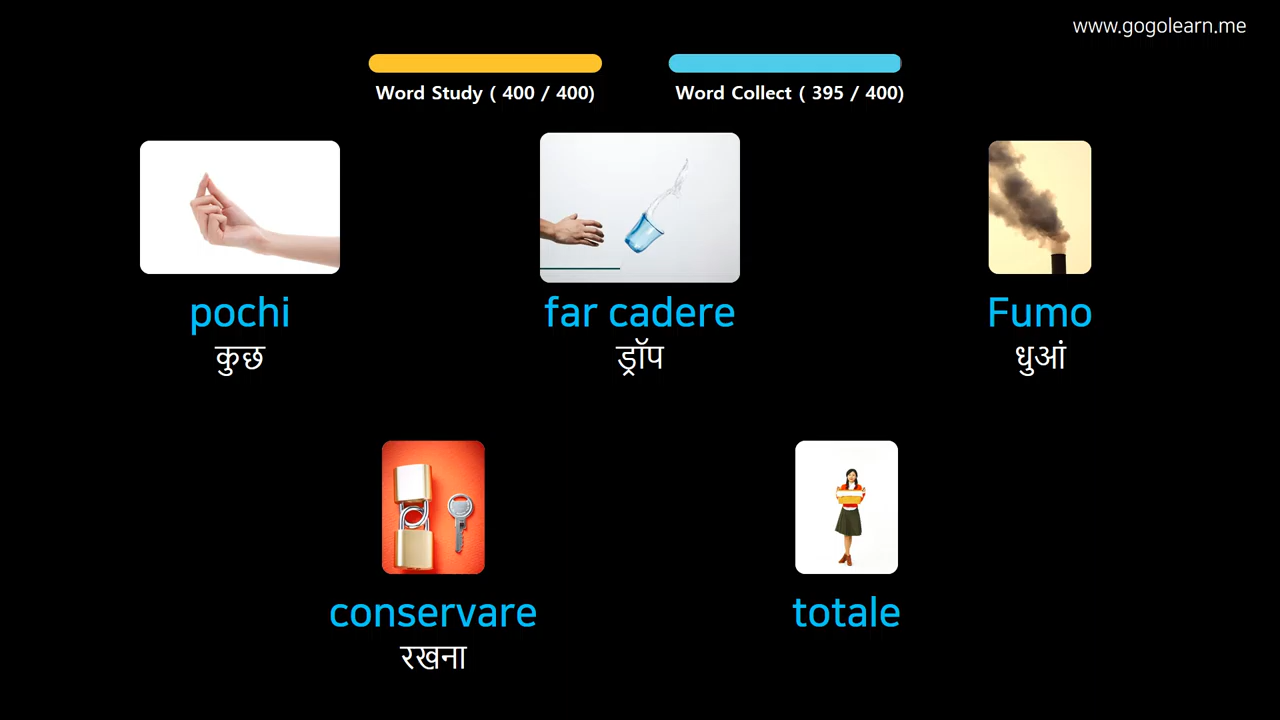 www.gogolearn.me
Word Study ( 400 / 400)
Word Collect ( 395 / 400)
pochi
कुछ
far cadere
ड्रॉप
Fumo
धुआं
conservare
रखना
totale